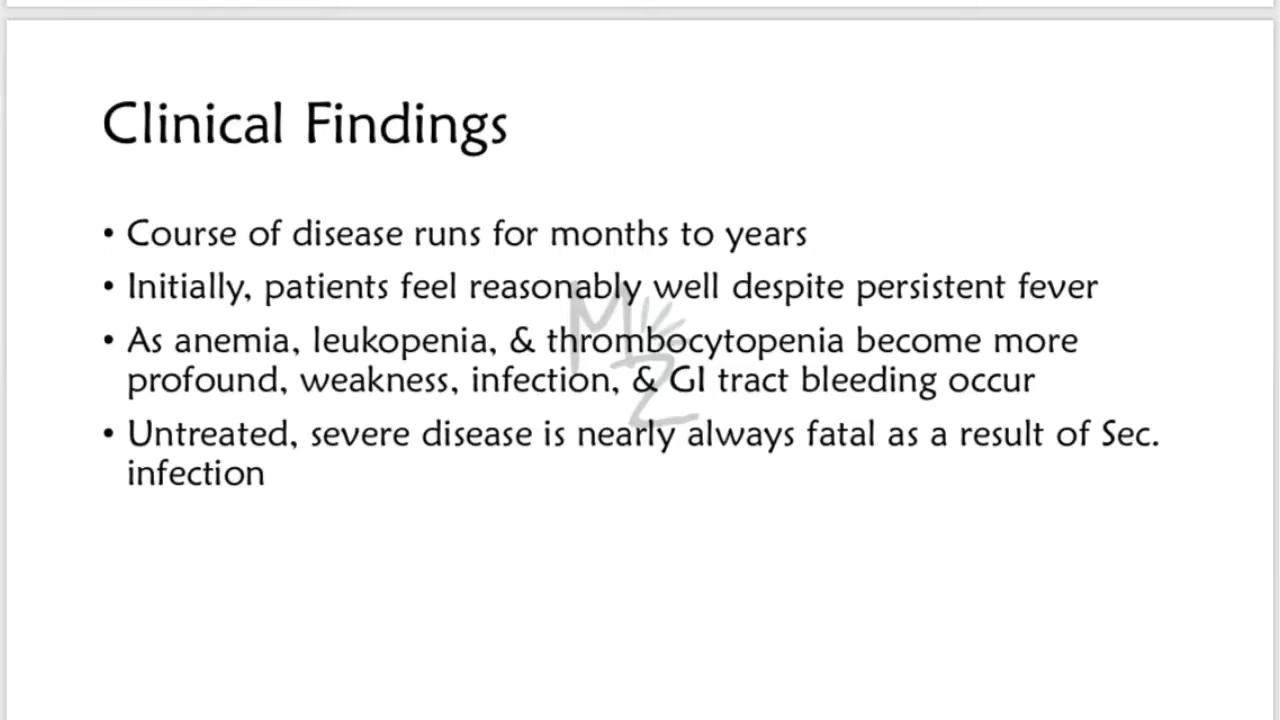 Clinical Findings
• Course of disease runs for months to years
• Initially, patients feel reasonably well despite persistent fever
• As anemia, leukopenia, & thrombocytopenia become more
profound, weakness, infection, & GI tract bleeding occur
• Untreated, severe disease is nearly always fatal as a result of Sec.
infection
MZ